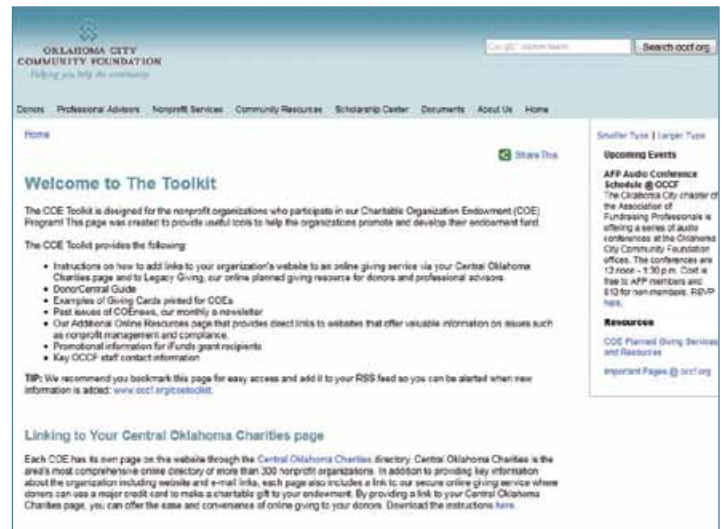 OKLAHOMA CITY
COMMUNITY FOUNDATION
Helping you help the community
Search occf.org
Donors Professional Advisors Nonprofit Services Community Resources Scholarship Center Documents About Us Home
Home
Smaller Type | Larger Type
Share This
Upcoming Events
AFP Audio Conference
Schedule @ OCCF
The Oklahoma City chapter of
the Association of
Fundraising Professionals is
offering a series of audio
conferences at the Oklahoma
City Community Foundation
offices. The conferences are
12 noon - 1:30 p.m. Cost is
free to AFP members and
$10 for non-members. RSVP
here.
Resources
COE Planned Giving Services
and Resources
Important Pages @ occf.org
Welcome to The Toolkit
The COE Toolkit is designed for the nonprofit organizations who participate in our Charitable Organization Endowment (COE)
Program! This page was created to provide useful tools to help the organizations promote and develop their endowment fund.
The COE Toolkit provides the following:
• Instructions on how to add links to your organization's website to an online giving service via your Central Oklahoma
Charities page and to Legacy Giving, our online planned giving resource for donors and professional advisors.
• DonorCentral Guide
• Examples of Giving Cards printed for COEs
• Past issues of COEnews, our monthly e-newsletter
• Our Additional Online Resources page that provides direct links to websites that offer valuable information on issues such
as nonprofit management and compliance.
• Promotional information for iFunds grant recipients
• Key OCCF staff contact information
TIP: We recommend you bookmark this page for easy access and add it to your RSS feed so you can be alerted when new
information is added: www.occf.org/coetoolkit.
Linking to Your Central Oklahoma Charities page
Each COE has its own page on this website through the Central Oklahoma Charities directory. Central Oklahoma Charities is the
area's most comprehensive online directory of more than 300 nonprofit organizations. In addition to providing key information
about the organization including website and e-mail links, each page also includes a link to our secure online giving service where
donors can use a major credit card to make a charitable gift to your endowment. By providing a link to your Central Oklahoma
Charities page, you can offer the ease and convenience of online giving to your donors. Download the instructions here.